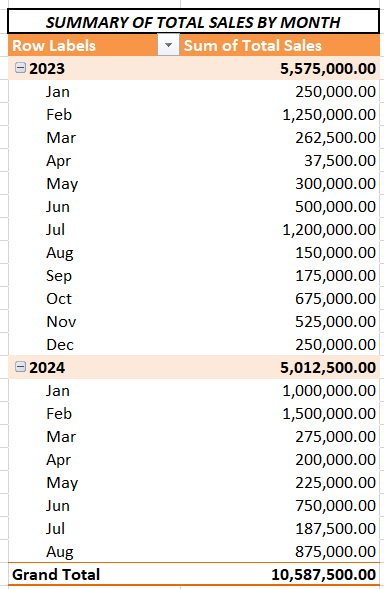 SUMMARY OF TOTAL SALES BY MONTH
Row Labels Sum of Total Sales
2023 5,575,000.00
Jan 250,000.00
Feb 1,250,000.00
Mar 262,500.00
Apr 37,500.00
May 300,000.00
Jun 500,000.00
Jul 1,200,000.00
Aug 150,000.00
Sep 175,000.00
Oct 675,000.00
Nov 525,000.00
Dec 250,000.00
2024 5,012,500.00
Jan 1,000,000.00
Feb 1,500,000.00
Mar 275,000.00
Apr 200,000.00
May 225,000.00
Jun 750,000.00
Jul 187,500.00
Aug 875,000.00
Grand Total 10,587,500.00